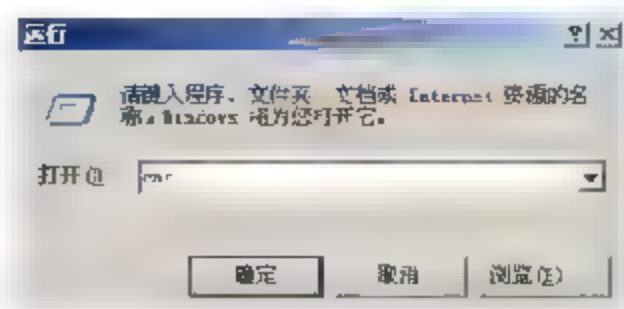 运行
请键入程序、文件夹、文档或 Internet 资源的名
称，Windows 将为您打开它。
打开(O)
确定 取消 浏览(B)